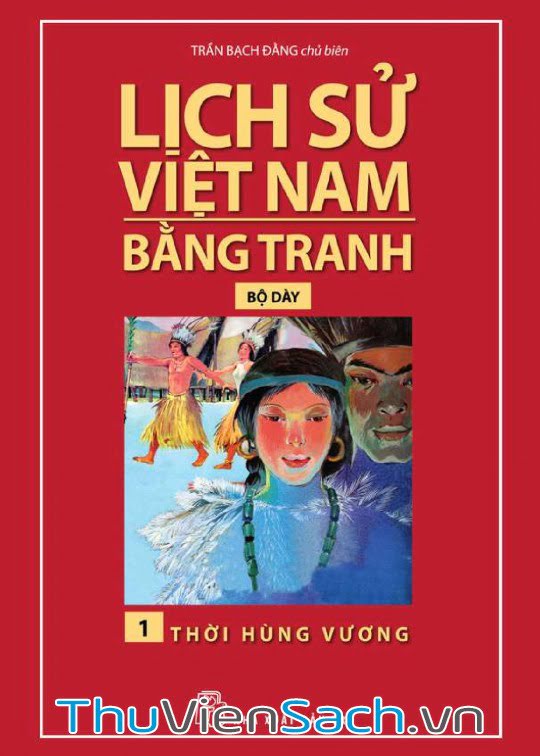 TRẦN BẠCH ĐẰNG chủ biên
LỊCH SỬ
VIỆT NAM
BẰNG TRANH
BỘ DÀY
1 THỜI HÙNG VƯƠNG
ThuVienSach.vn